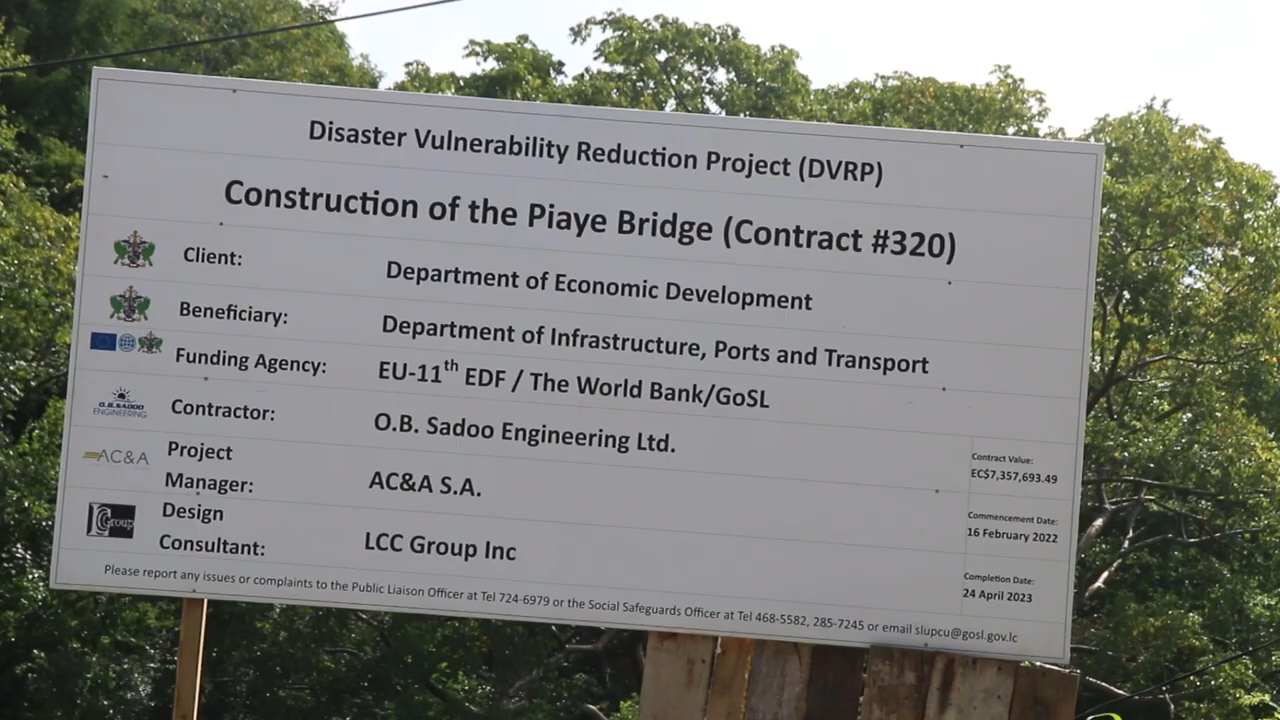 Disaster Vulnerability Reduction Project (DVRP)
Construction of the Piaye Bridge (Contract #320)
Client: Department of Economic Development
Beneficiary: Department of Infrastructure, Ports and Transport
Funding Agency: EU-11th EDF / The World Bank/GoSL
O.B.SADOO
ENGINEERING
Contractor: O.B. Sadoo Engineering Ltd.
Contract Value:
EC$7,357,693.49
AC&A
Project
Manager: AC&A S.A.
Commencement Date:
16 February 2022
Group
Design
Consultant: LCC Group Inc
Completion Date:
24 April 2023
Please report any issues or complaints to the Public Liaison Officer at Tel 724-6979 or the Social Safeguards Officer at Tel 468-5582, 285-7245 or email slupcu@gosl.gov.lc